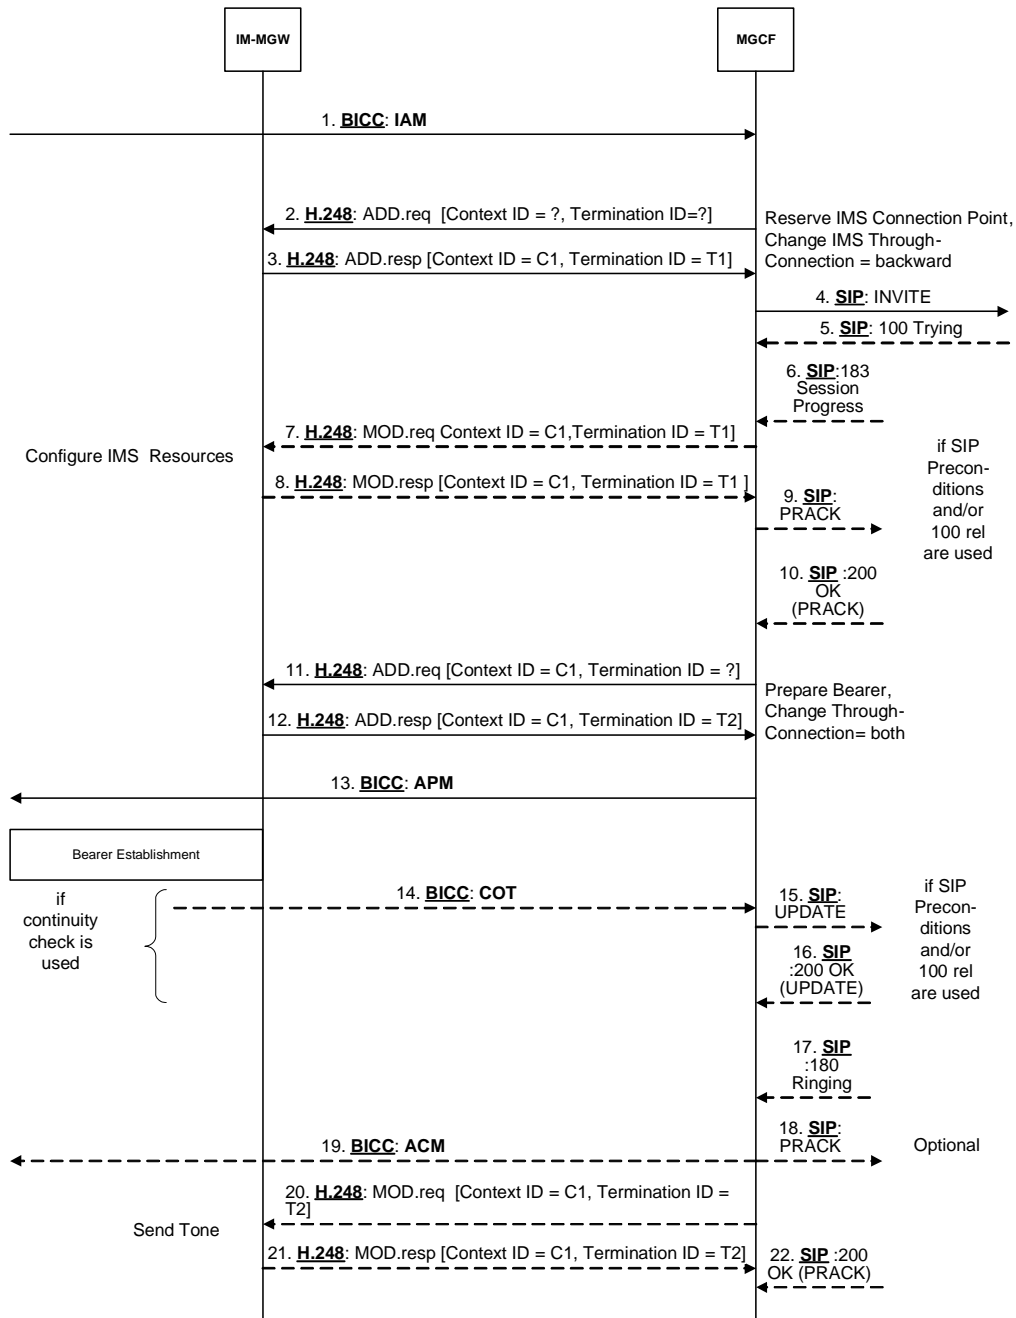 IM-MGW
MGCF
1. BICC: IAM
2. H.248: ADD.req [Context ID = ?, Termination ID=?]
Reserve IMS Connection Point,
Change IMS Through-
Connection = backward
3. H.248: ADD.resp [Context ID = C1, Termination ID = T1]
4. SIP: INVITE
5. SIP: 100 Trying
6. SIP:183
Session
Progress
7. H.248: MOD.req Context ID = C1,Termination ID = T1]
Configure IMS Resources
8. H.248: MOD.resp [Context ID = C1, Termination ID = T1 ]
if SIP
Precon-
ditions
and/or
100 rel
are used
9. SIP:
PRACK
10. SIP :200
OK
(PRACK)
11. H.248: ADD.req [Context ID = C1, Termination ID = ?]
Prepare Bearer,
Change Through-
Connection= both
12. H.248: ADD.resp [Context ID = C1, Termination ID = T2]
13. BICC: APM
Bearer Establishment
if
continuity
check is
used
14. BICC: COT
15. SIP:
UPDATE
if SIP
Precon-
ditions
and/or
100 rel
are used
16. SIP
:200 OK
(UPDATE)
17. SIP
:180
Ringing
18. SIP:
PRACK
Optional
19. BICC: ACM
20. H.248: MOD.req [Context ID = C1, Termination ID =
T2]
Send Tone
21. H.248: MOD.resp [Context ID = C1, Termination ID = T2]
22. SIP :200
OK (PRACK)